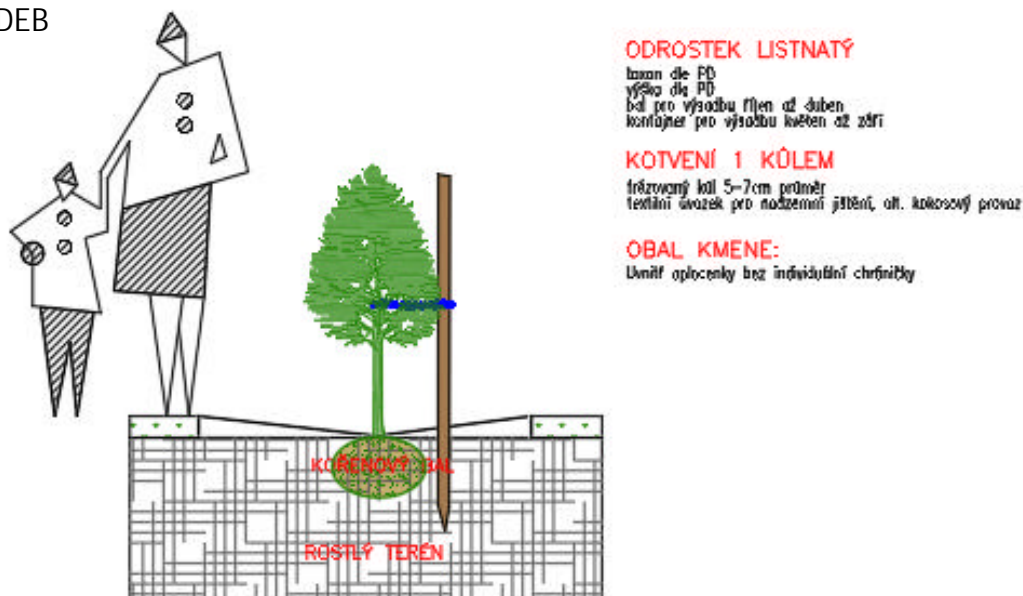 DEB
ODROSTEK LISTNATÝ
taxon dle PD
výška dle PD
bal pro výsadbu říjen až duben
kontajner pro výsadbu květen až září
KOTVENÍ 1 KŮLEM
frézovaný kůl 5-7cm průměr
textilní úvazek pro nadzemní jištění, alt. kokosový provaz
OBAL KMENE:
Uvnitř oplocenky bez individuální chráničky
KOŘENOVÝ BAL
ROSTLÝ TERÉN